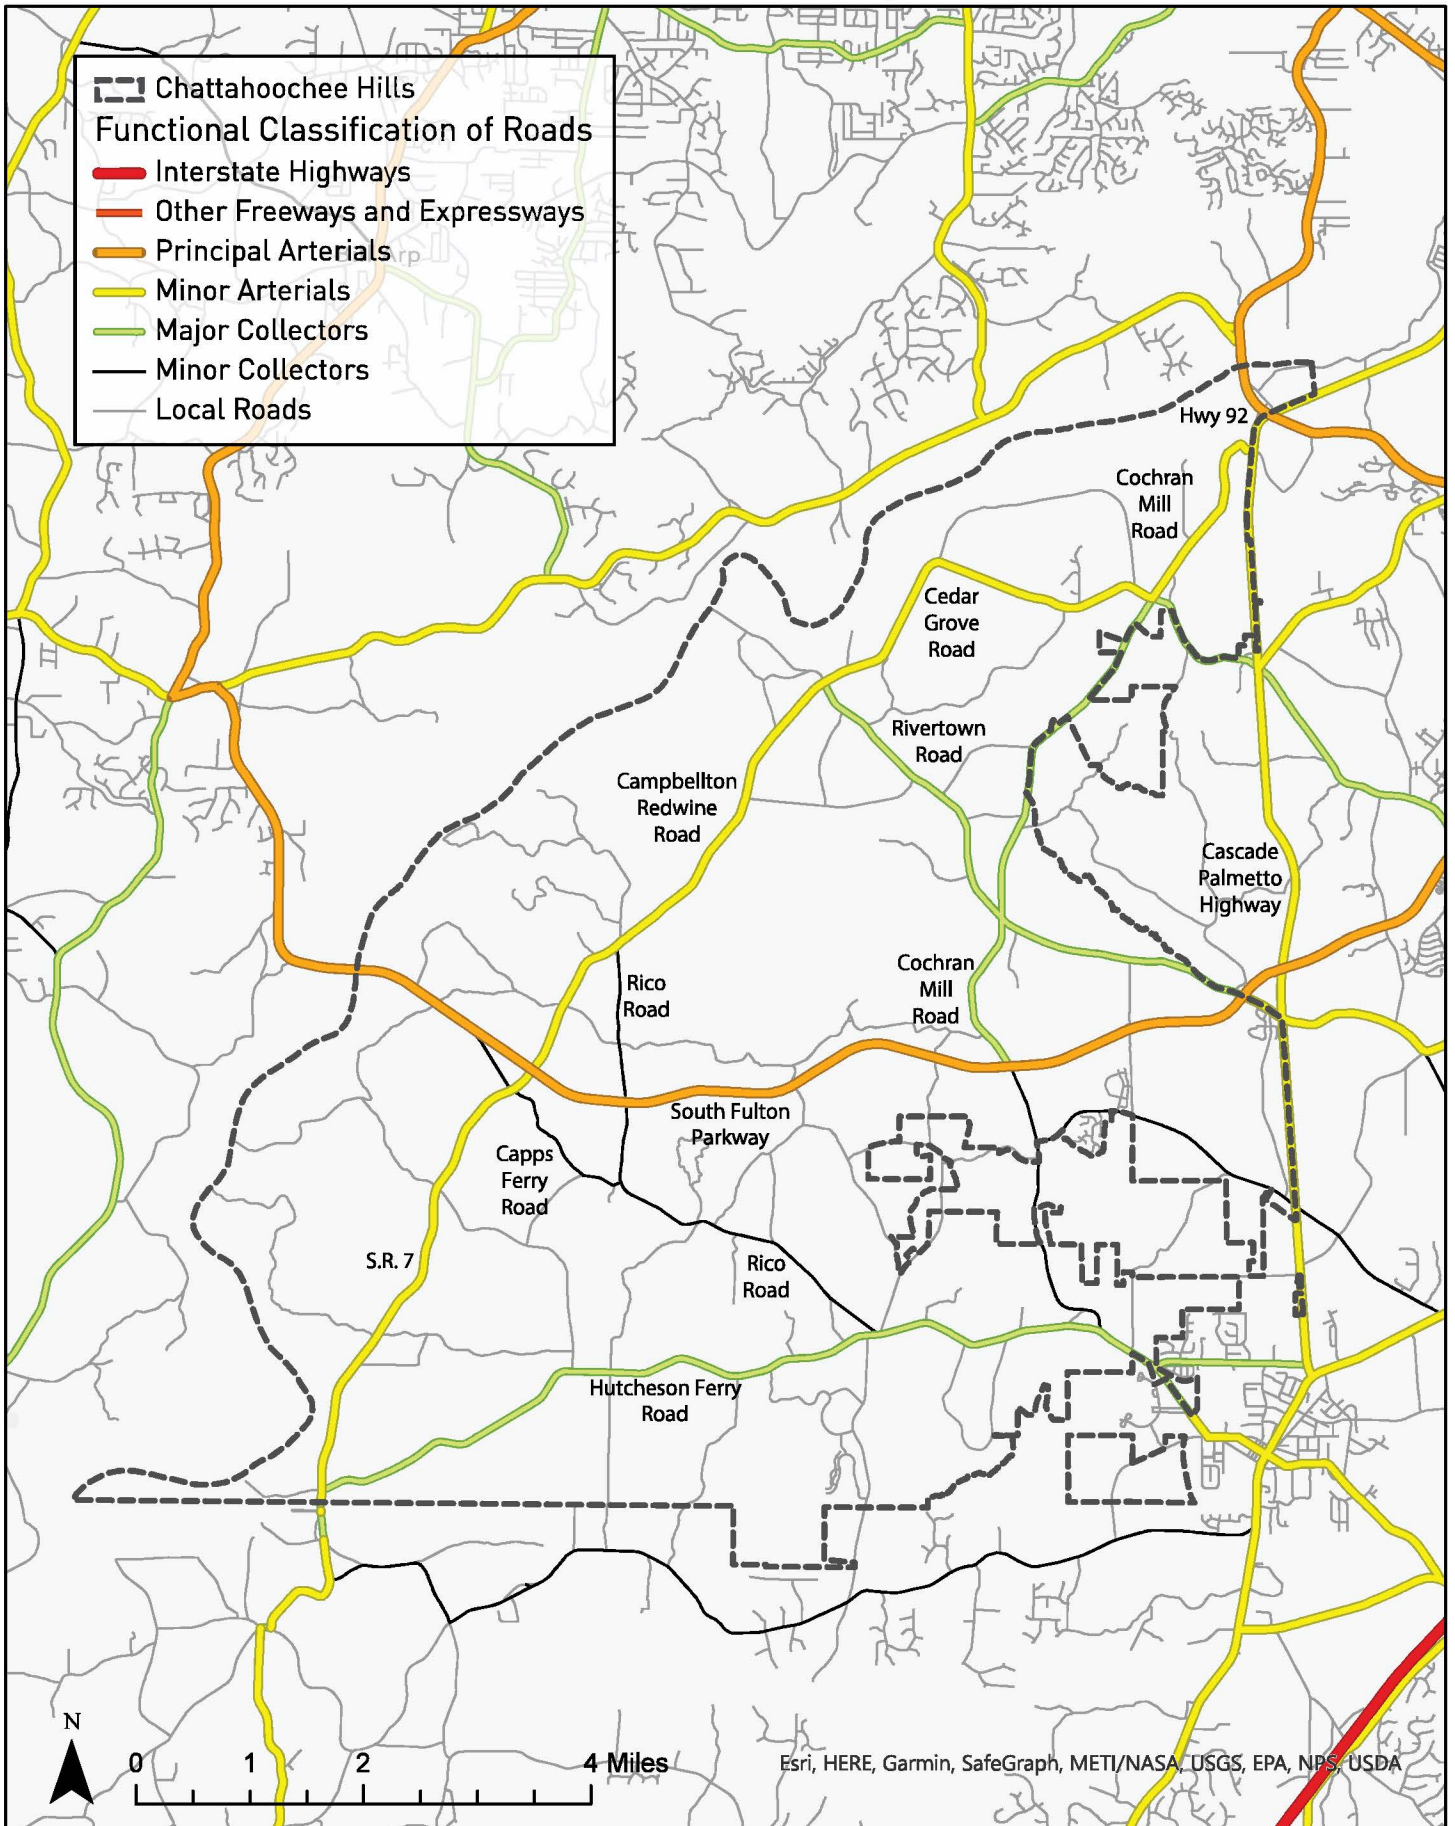 Chattahoochee Hills
Functional Classification of Roads
Interstate Highways
Other Freeways and Expressways
Principal Arterials
Minor Arterials
Major Collectors
Minor Collectors
Local Roads
Hwy 92
Cochran
Mill
Road
Cedar
Grove
Road
Rivertown
Road
Campbellton
Redwine
Road
Cascade
Palmetto
Highway
Cochran
Mill
Road
Rico
Road
South Fulton
Parkway
Capps
Ferry
Road
S.R. 7
Rico
Road
Hutcheson Ferry
Road
N
0 1 2 4 Miles
Esri, HERE, Garmin, SafeGraph, METI/NASA, USGS, EPA, NPS, USDA